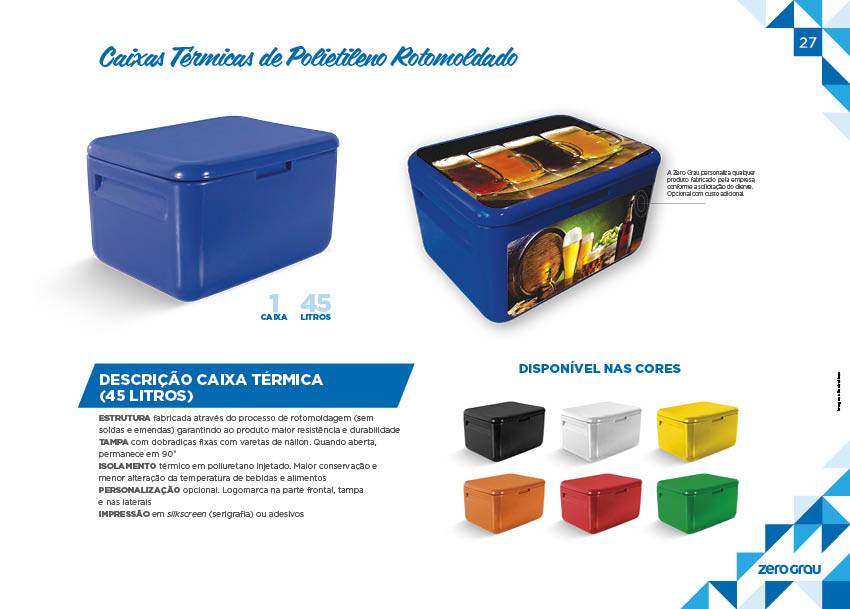 27
Caixas Térmicas de Polietileno Rotomoldado
A Zero Grau personaliza qualquer
produto fabricado pela empresa,
conforme a solicitação do cliente.
Opcional com custo adicional.
1 45
CAIXA LITROS
DESCRIÇÃO CAIXA TÉRMICA
(45 LITROS)
ESTRUTURA fabricada através do processo de rotomoldagem (sem
soldas e emendas) garantindo ao produto maior resistência e durabilidade
TAMPA com dobradiças fixas com varetas de náilon. Quando aberta,
permanece em 90°
ISOLAMENTO térmico em poliuretano injetado. Maior conservação e
menor alteração da temperatura de bebidas e alimentos
PERSONALIZAÇÃO opcional. Logomarca na parte frontal, tampa
e nas laterais
IMPRESSÃO em silkscreen (serigrafia) ou adesivos
DISPONÍVEL NAS CORES
Imagens ilustrativas
zero grau